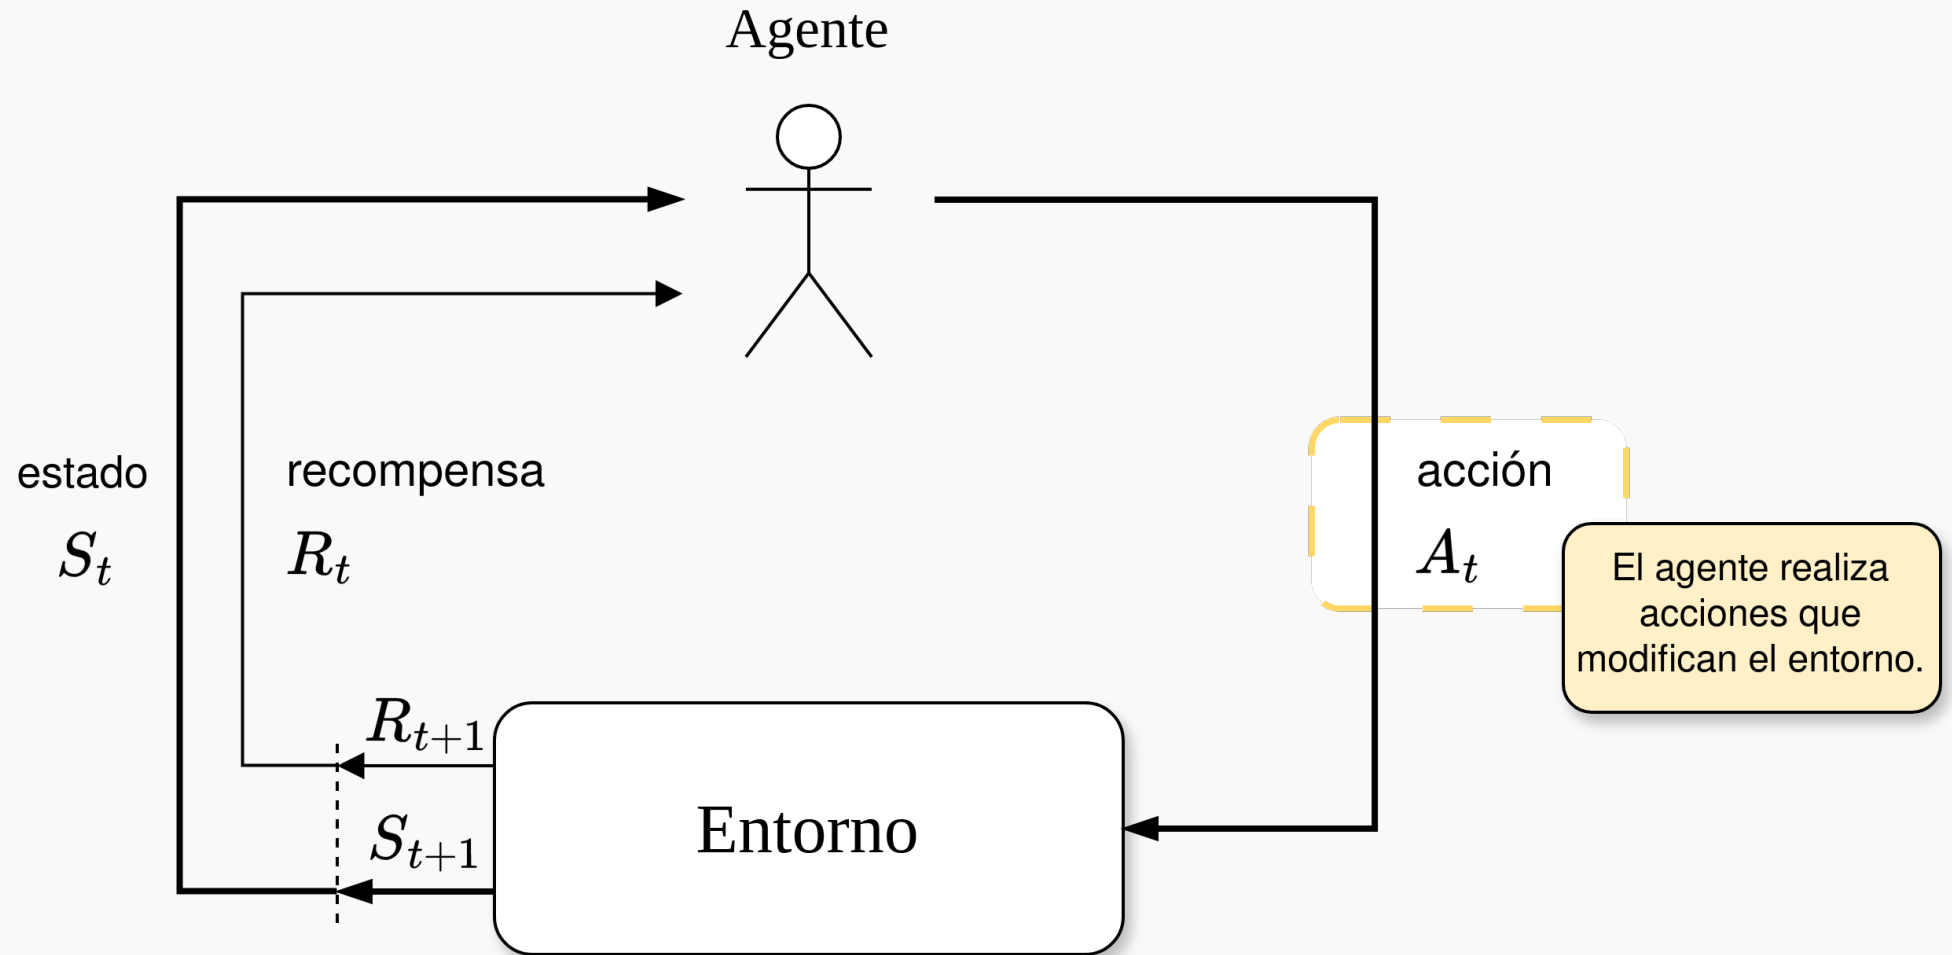 Agente
estado
recompensa
acción
S_t
R_t
A_t
El agente realiza
acciones que
modifican el entorno.
R_{t+1}
S_{t+1}
Entorno